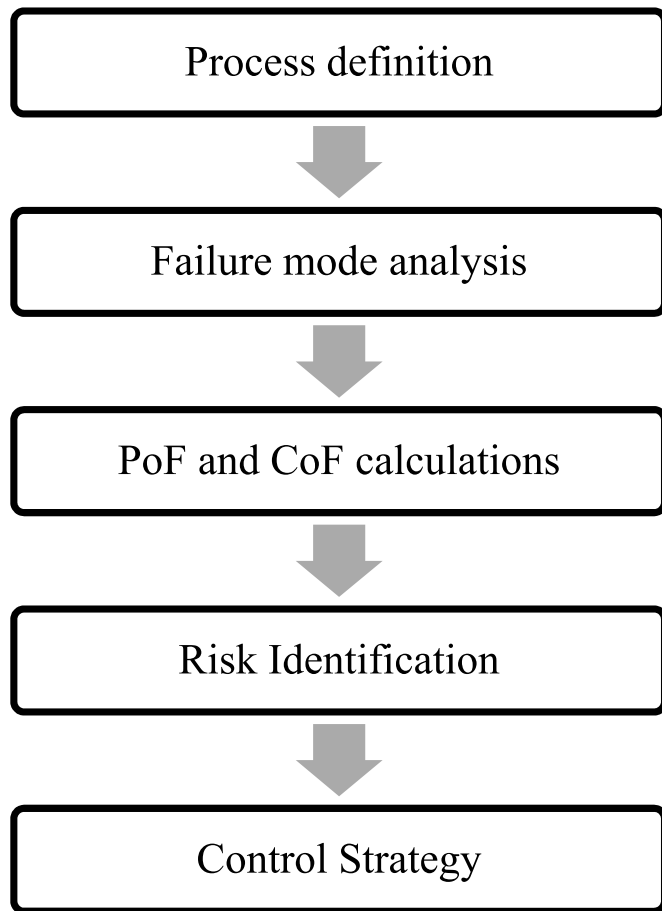 Process definition
Failure mode analysis
PoF and CoF calculations
Risk Identification
Control Strategy